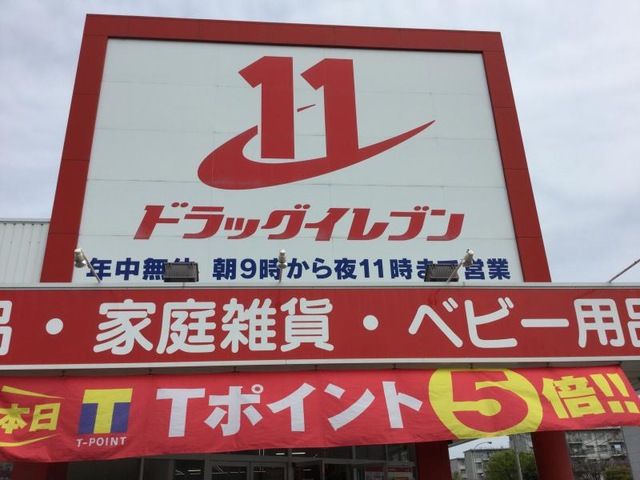 11
ドラッグイレブン
年中無休 朝9時から夜11時まで営業
品・家庭雑貨・ベビー用品
本日 T T-POINT Tポイント5倍!!